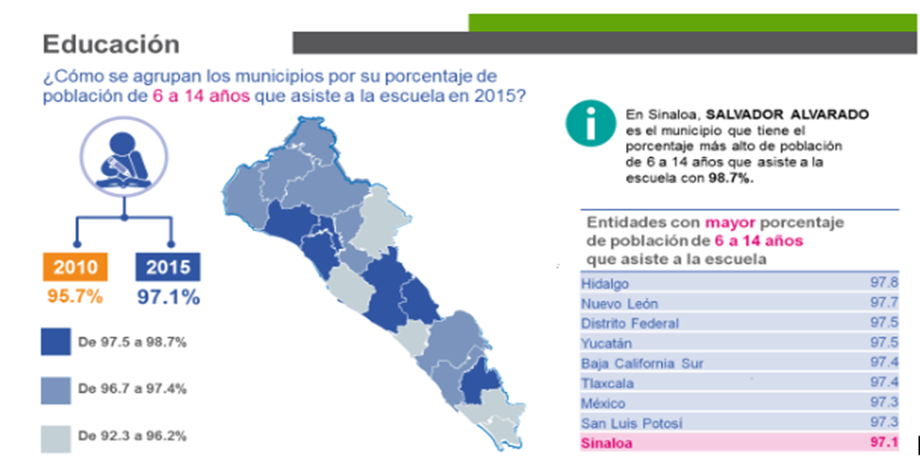 Educación
¿Cómo se agrupan los municipios por su porcentaje de
población de 6 a 14 años que asiste a la escuela en 2015?
2010
95.7%
2015
97.1%
De 97.5 a 98.7%
De 96.7 a 97.4%
De 92.3 a 96.2%
i
En Sinaloa, SALVADOR ALVARADO
es el municipio que tiene el
porcentaje más alto de población
de 6 a 14 años que asiste a la
escuela con 98.7%.
Entidades con mayor porcentaje
de población de 6 a 14 años
que asiste a la escuela
Hidalgo 97.8
Nuevo León 97.7
Distrito Federal 97.5
Yucatán 97.5
Baja California Sur 97.4
Tlaxcala 97.4
México 97.3
San Luis Potosí 97.3
Sinaloa 97.1